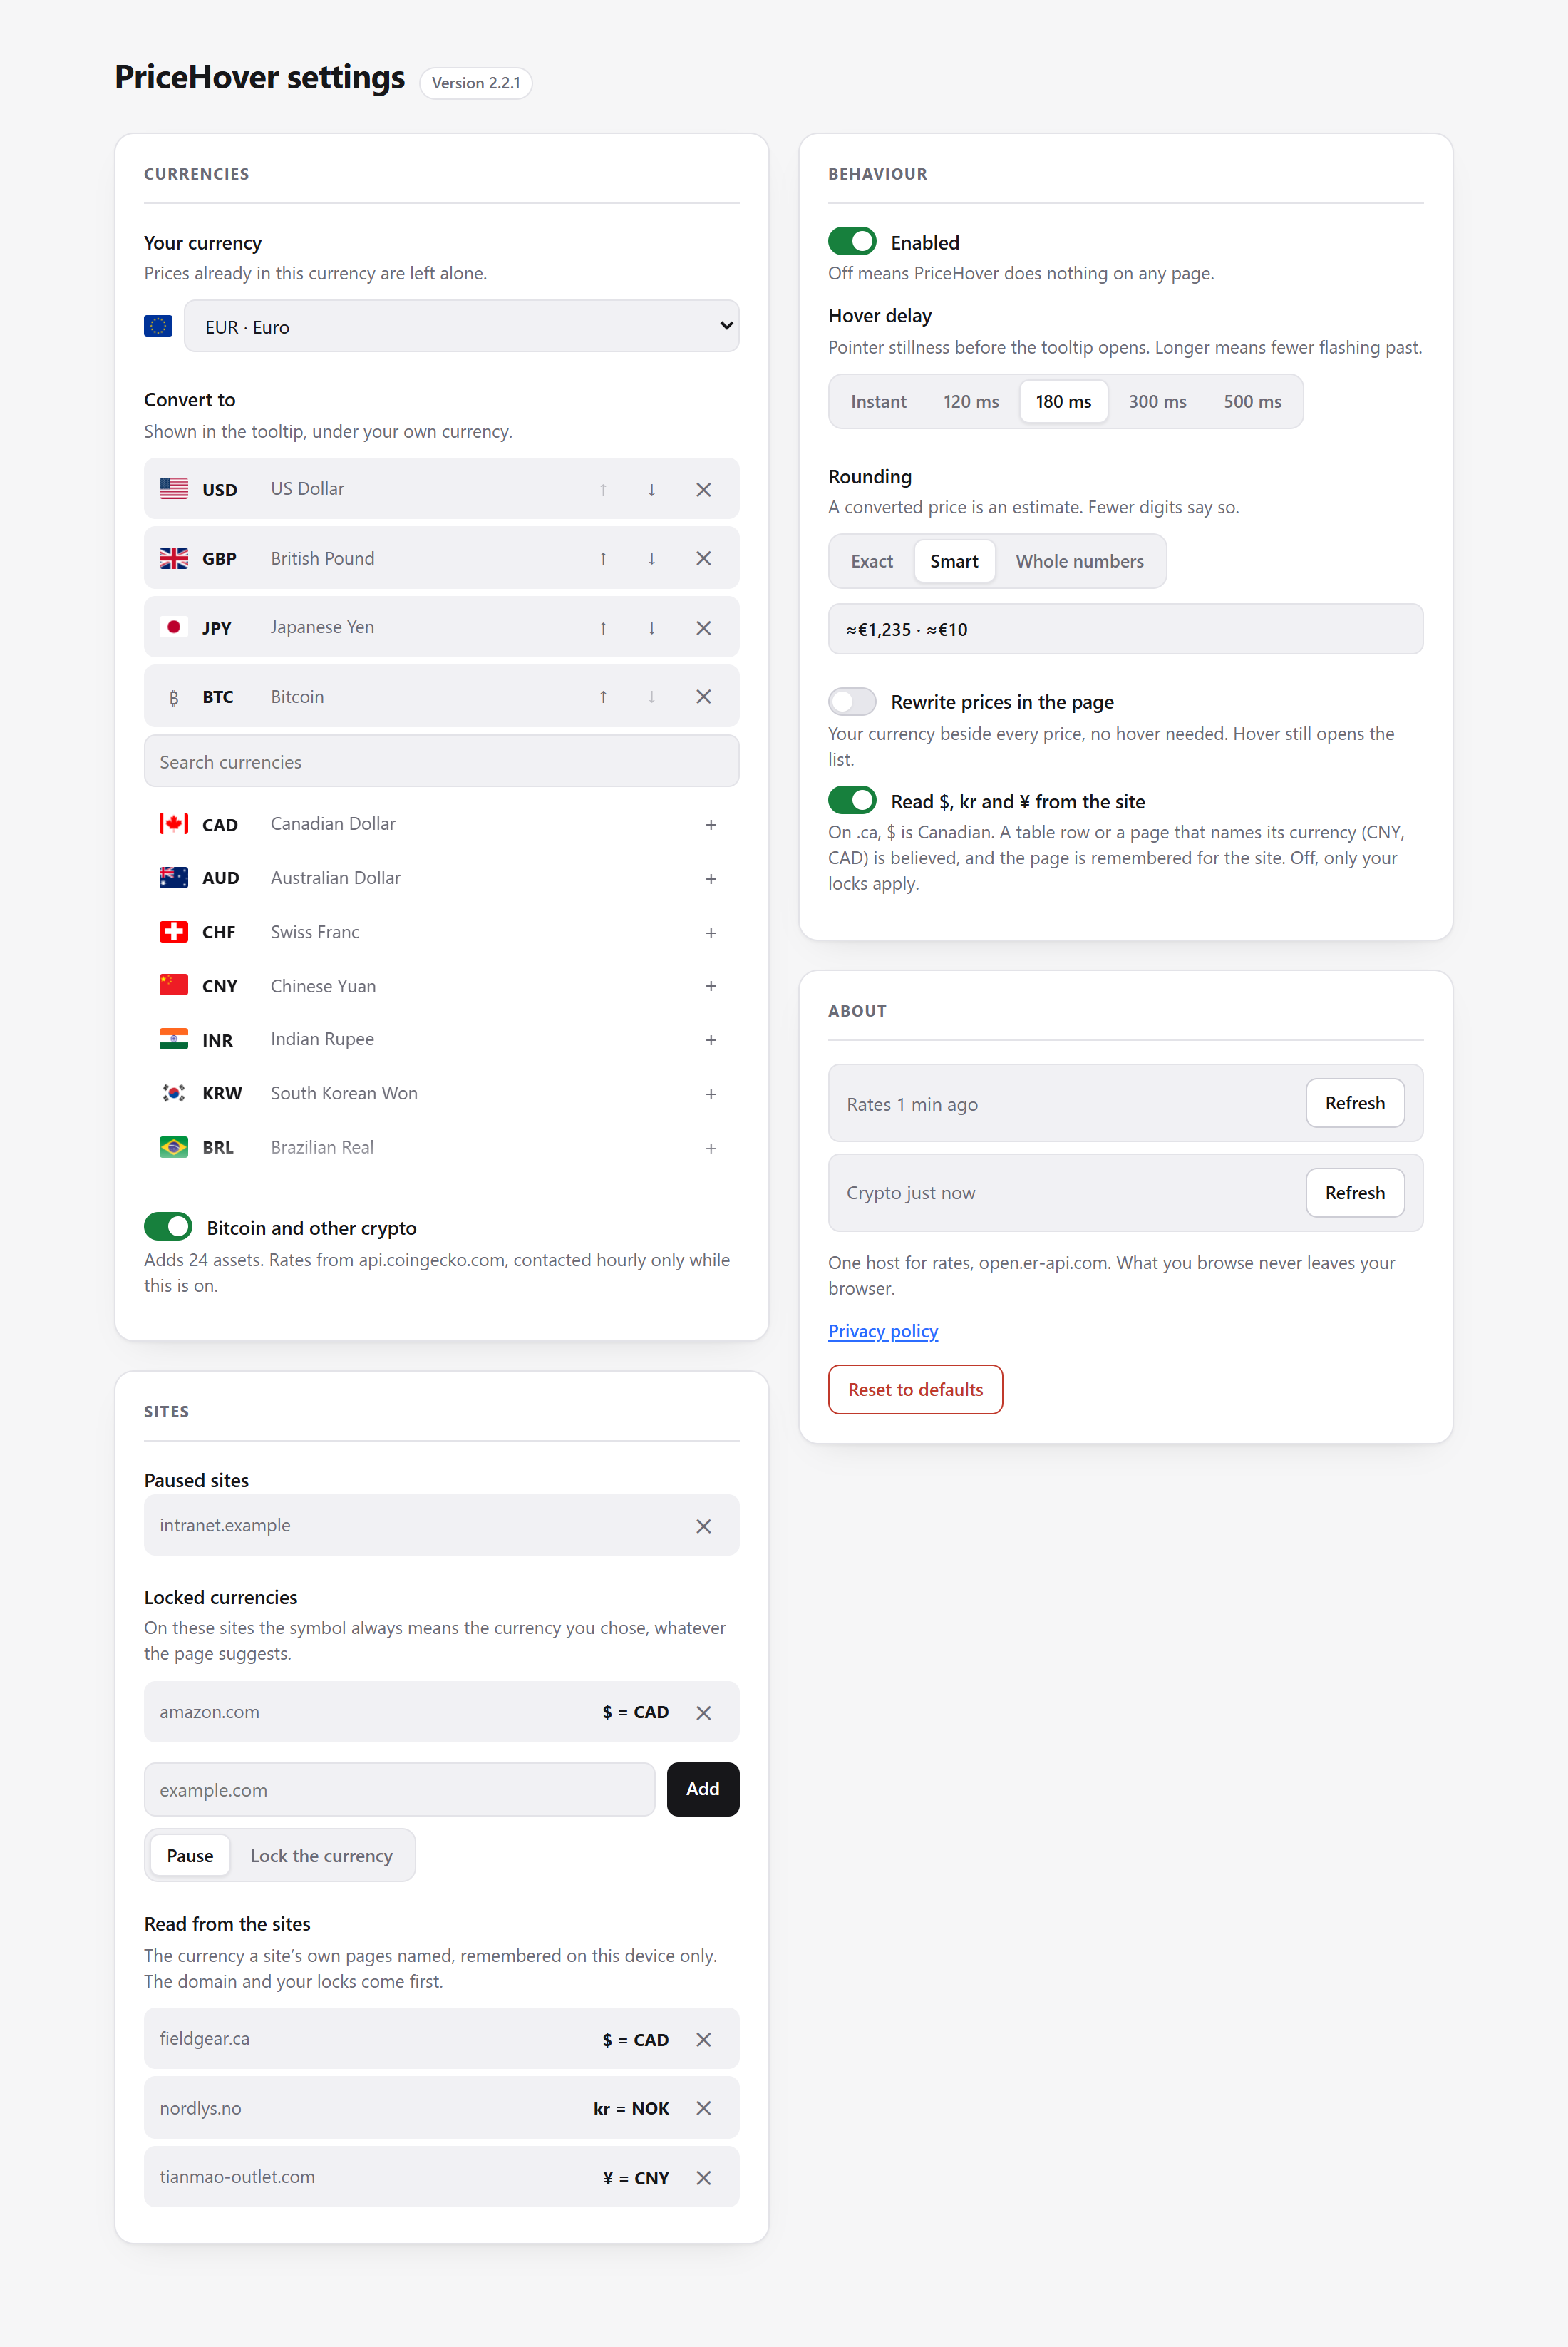 PriceHover settings
Version 2.2.1
CURRENCIES
Your currency
Prices already in this currency are left alone.
EUR · Euro
Convert to
Shown in the tooltip, under your own currency.
USD US Dollar ↑ ↓ ×
GBP British Pound ↑ ↓ ×
JPY Japanese Yen ↑ ↓ ×
₿ BTC Bitcoin ↑ ↓ ×
Search currencies
CAD Canadian Dollar +
AUD Australian Dollar +
CHF Swiss Franc +
CNY Chinese Yuan +
INR Indian Rupee +
KRW South Korean Won +
BRL Brazilian Real +
Bitcoin and other crypto
Adds 24 assets. Rates from api.coingecko.com, contacted hourly only while
this is on.
SITES
Paused sites
intranet.example ×
Locked currencies
On these sites the symbol always means the currency you chose, whatever
the page suggests.
amazon.com $ = CAD ×
example.com Add
Pause Lock the currency
Read from the sites
The currency a site’s own pages named, remembered on this device only.
The domain and your locks come first.
fieldgear.ca $ = CAD ×
nordlys.no kr = NOK ×
tianmao-outlet.com ¥ = CNY ×
BEHAVIOUR
Enabled
Off means PriceHover does nothing on any page.
Hover delay
Pointer stillness before the tooltip opens. Longer means fewer flashing past.
Instant 120 ms 180 ms 300 ms 500 ms
Rounding
A converted price is an estimate. Fewer digits say so.
Exact Smart Whole numbers
≈€1,235 · ≈€10
Rewrite prices in the page
Your currency beside every price, no hover needed. Hover still opens the
list.
Read $, kr and ¥ from the site
On .ca, $ is Canadian. A table row or a page that names its currency (CNY,
CAD) is believed, and the page is remembered for the site. Off, only your
locks apply.
ABOUT
Rates 1 min ago Refresh
Crypto just now Refresh
One host for rates, open.er-api.com. What you browse never leaves your
browser.
Privacy policy
Reset to defaults